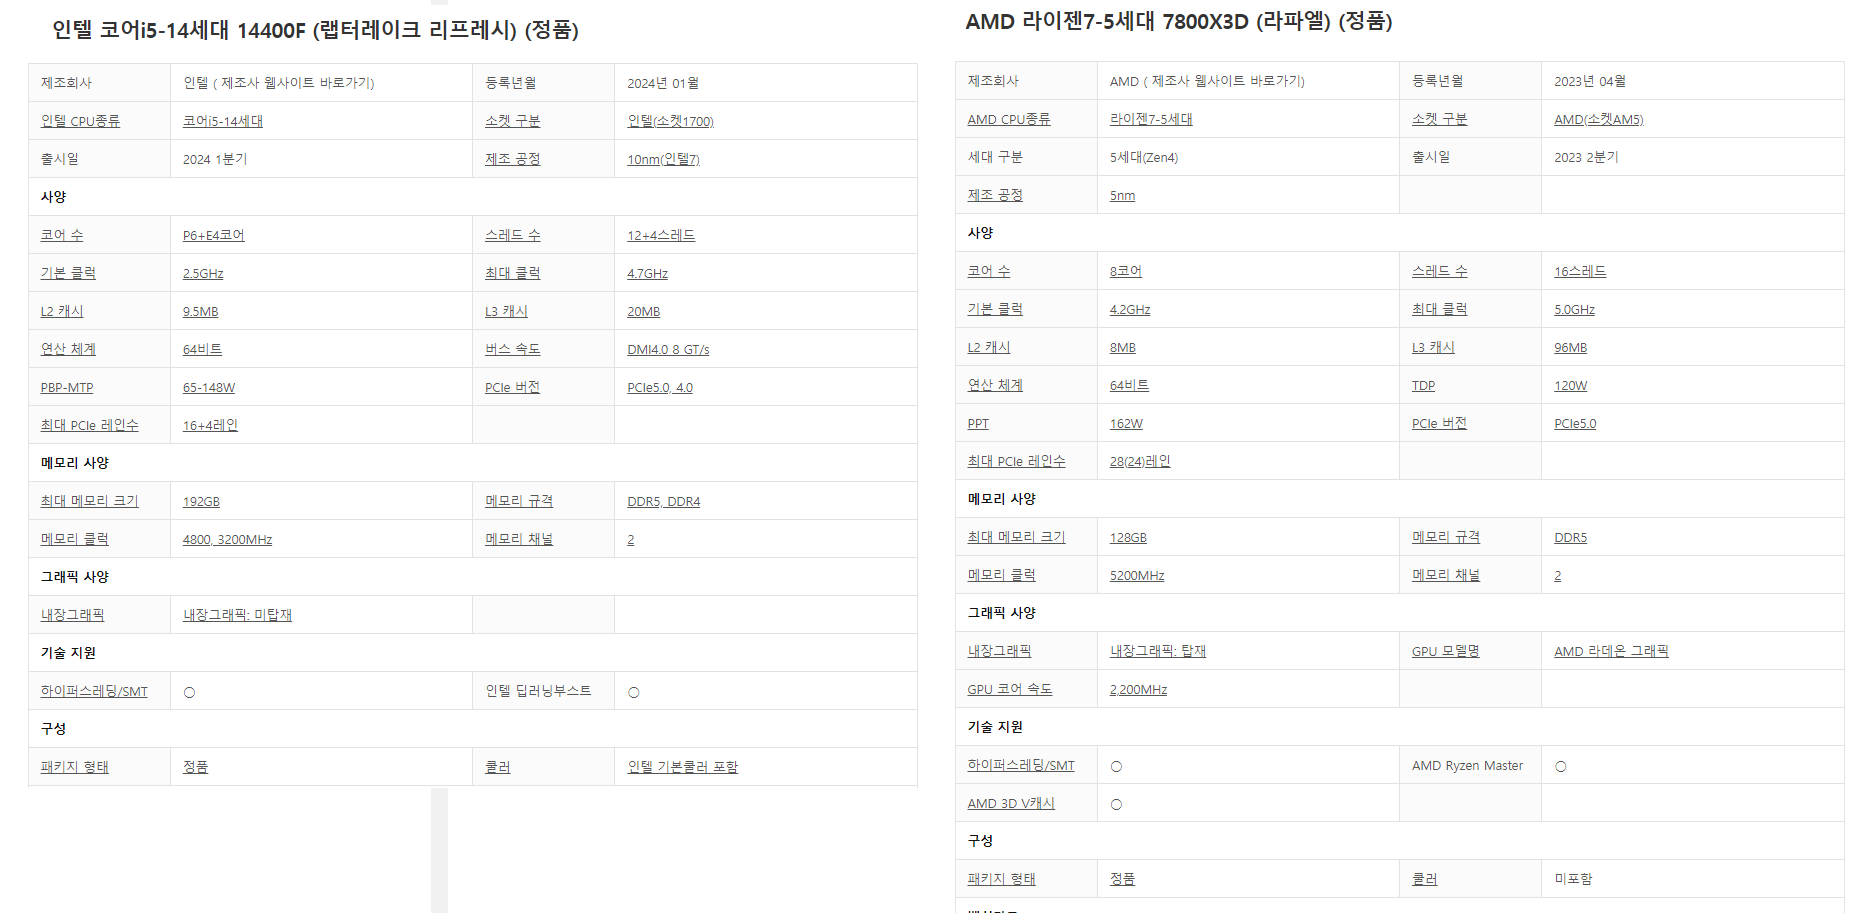 인텔 코어i5-14세대 14400F (랩터레이크 리프레시) (정품)
제조회사 인텔 ( 제조사 웹사이트 바로가기) 등록년월 2024년 01월
인텔 CPU종류 코어i5-14세대 소켓 구분 인텔(소켓1700)
출시일 2024 1분기 제조 공정 10nm(인텔7)
사양
코어 수 P6+E4코어 스레드 수 12+4스레드
기본 클럭 2.5GHz 최대 클럭 4.7GHz
L2 캐시 9.5MB L3 캐시 20MB
연산 체계 64비트 버스 속도 DMI4.0 8 GT/s
PBP-MTP 65-148W PCIe 버전 PCIe5.0, 4.0
최대 PCIe 레인수 16+4레인
메모리 사양
최대 메모리 크기 192GB 메모리 규격 DDR5, DDR4
메모리 클럭 4800, 3200MHz 메모리 채널 2
그래픽 사양
내장그래픽 내장그래픽: 미탑재
기술 지원
하이퍼스레딩/SMT ○ 인텔 딥러닝부스트 ○
구성
패키지 형태 정품 쿨러 인텔 기본쿨러 포함
AMD 라이젠7-5세대 7800X3D (라파엘) (정품)
제조회사 AMD ( 제조사 웹사이트 바로가기) 등록년월 2023년 04월
AMD CPU종류 라이젠7-5세대 소켓 구분 AMD(소켓AM5)
세대 구분 5세대(Zen4) 출시일 2023 2분기
제조 공정 5nm
사양
코어 수 8코어 스레드 수 16스레드
기본 클럭 4.2GHz 최대 클럭 5.0GHz
L2 캐시 8MB L3 캐시 96MB
연산 체계 64비트 TDP 120W
PPT 162W PCIe 버전 PCIe5.0
최대 PCIe 레인수 28(24)레인
메모리 사양
최대 메모리 크기 128GB 메모리 규격 DDR5
메모리 클럭 5200MHz 메모리 채널 2
그래픽 사양
내장그래픽 내장그래픽: 탑재 GPU 모델명 AMD 라데온 그래픽
GPU 코어 속도 2,200MHz
기술 지원
하이퍼스레딩/SMT ○ AMD Ryzen Master ○
AMD 3D V캐시 ○
구성
패키지 형태 정품 쿨러 미포함